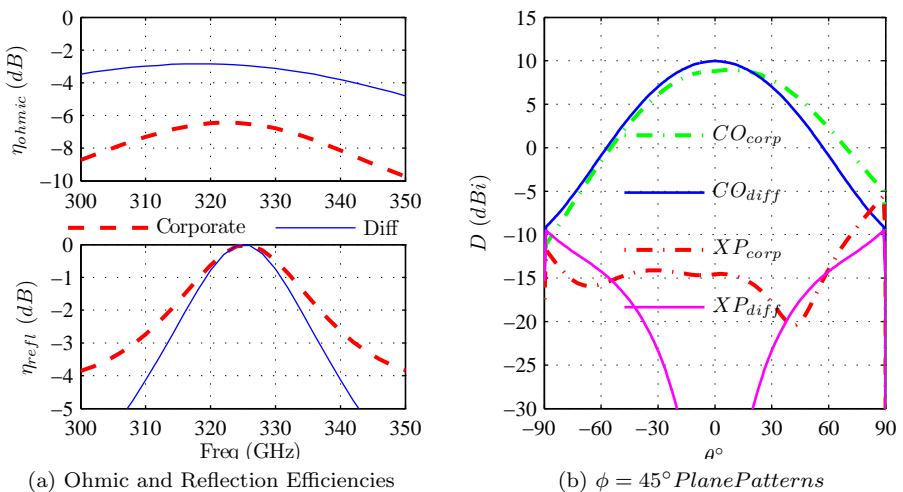 0
−2
−4
−6
−8
−10
η_ohmic (dB)
300 310 320 330 340 350
Corporate Diff
0
−1
−2
−3
−4
−5
η_refl (dB)
300 310 320 330 340 350
Freq (GHz)
(a) Ohmic and Reflection Efficiencies
15
10
5
0
−5
−10
−15
−20
−25
−30
D (dBi)
CO_corp
CO_diff
XP_corp
XP_diff
−90 −60 −30 0 30 60 90
θ°
(b) ϕ = 45°PlanePatterns